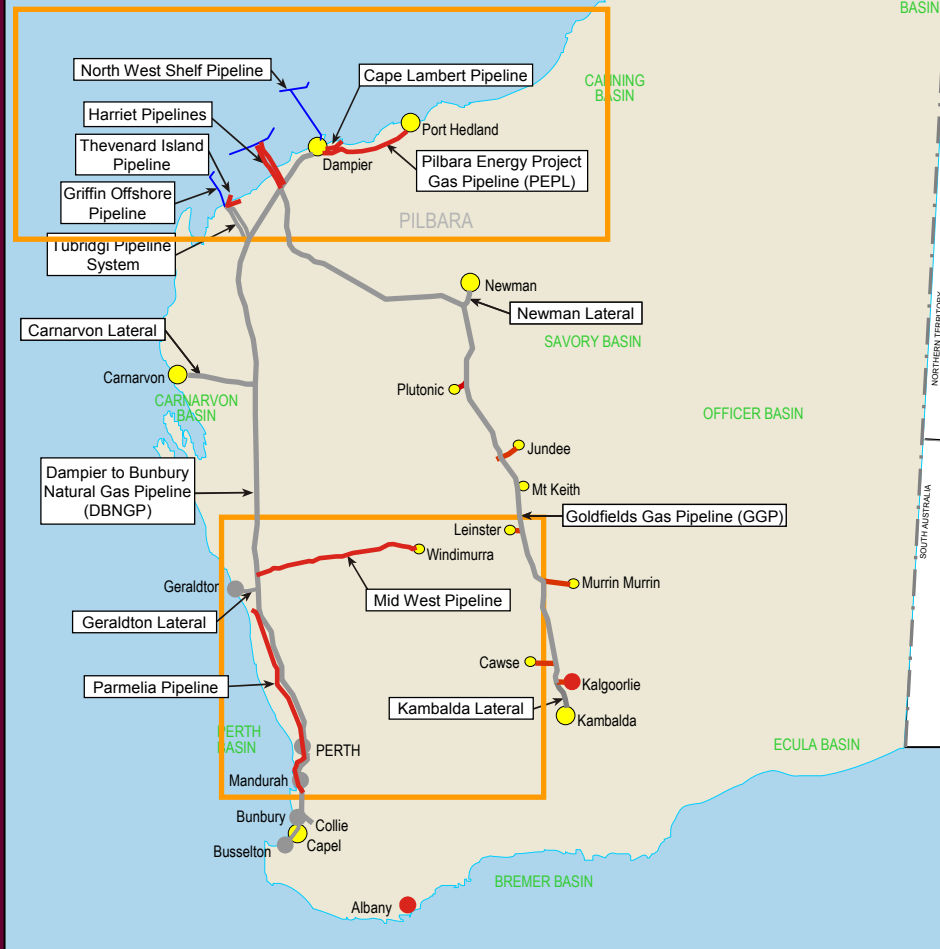 BASIN
CANNING
BASIN
North West Shelf Pipeline
Cape Lambert Pipeline
Harriet Pipelines
Port Hedland
Thevenard Island
Pipeline
Dampier
Pilbara Energy Project
Gas Pipeline (PEPL)
Griffin Offshore
Pipeline
PILBARA
Tubridgi Pipeline
System
Newman
Newman Lateral
Carnarvon Lateral
SAVORY BASIN
NORTHERN TERRITORY
Carnarvon
Plutonic
CARNARVON
BASIN
OFFICER BASIN
Jundee
Dampier to Bunbury
Natural Gas Pipeline
(DBNGP)
Mt Keith
Goldfields Gas Pipeline (GGP)
SOUTH AUSTRALIA
Leinster
Windimurra
Geraldtor
Murrin Murrin
Mid West Pipeline
Geraldton Lateral
Cawse
Parmelia Pipeline
Kalgoorlie
Kambalda Lateral
Kambalda
PERTH
BASIN
PERTH
ECULA BASIN
Mandurah
Bunbury
Collie
Capel
Busselton
BREMER BASIN
Albany